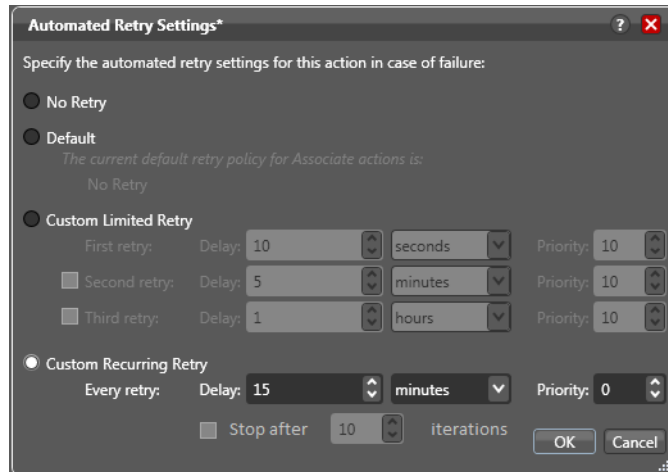 Automated Retry Settings*
?
Specify the automated retry settings for this action in case of failure:
No Retry
Default
The current default retry policy for Associate actions is:
No Retry
Custom Limited Retry
First retry: Delay: 10 seconds Priority: 10
Second retry: Delay: 5 minutes Priority: 10
Third retry: Delay: 1 hours Priority: 10
Custom Recurring Retry
Every retry: Delay: 15 minutes Priority: 0
Stop after 10 iterations
OK Cancel